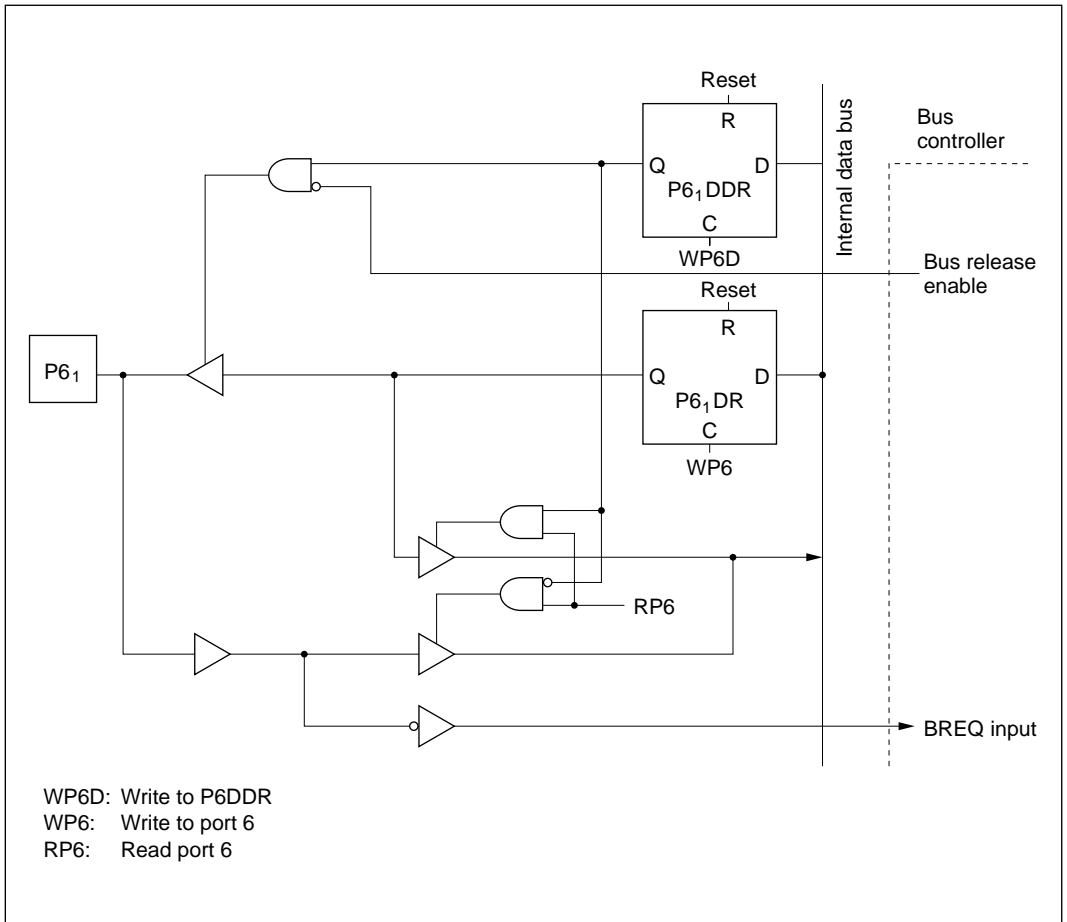 Reset
R
Q
D
P6₁DDR
C
WP6D
Internal data bus
Bus
controller
Bus release
enable
Reset
R
Q
D
P6₁DR
C
WP6
P6₁
RP6
BREQ input
WP6D: Write to P6DDR
WP6: Write to port 6
RP6: Read port 6